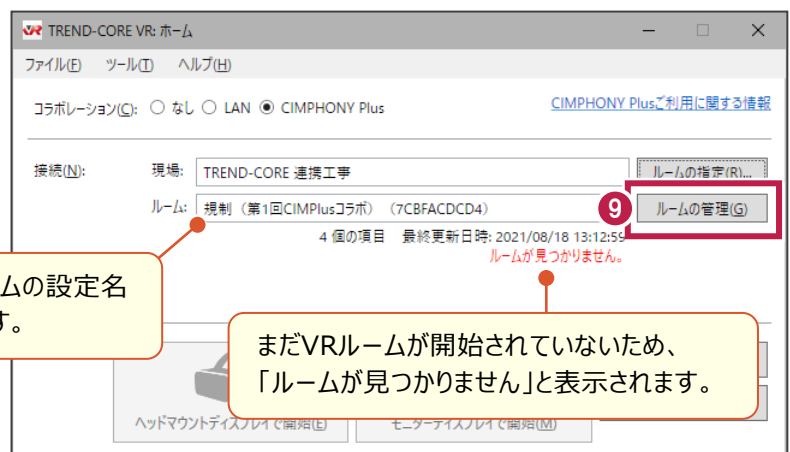 TREND-CORE VR: ホーム
ファイル(F) ツール(T) ヘルプ(H)
コラボレーション(C): なし LAN CIMPHONY Plus CIMPHONY Plusご利用に関する情報
接続(N): 現場: TREND-CORE 連携工事 ルームの指定(R)...
ルーム: 規制（第1回CIMPlusコラボ）（7CBFACDCD4） 9 ルームの管理(G)
4 個の項目 最終更新日時: 2021/08/18 13:12:59
ルームが見つかりません。
ムの設定名
す。
まだVRルームが開始されていないため、
「ルームが見つかりません」と表示されます。
ヘッドマウントディスプレイで開始(E) モニターディスプレイで開始(M)